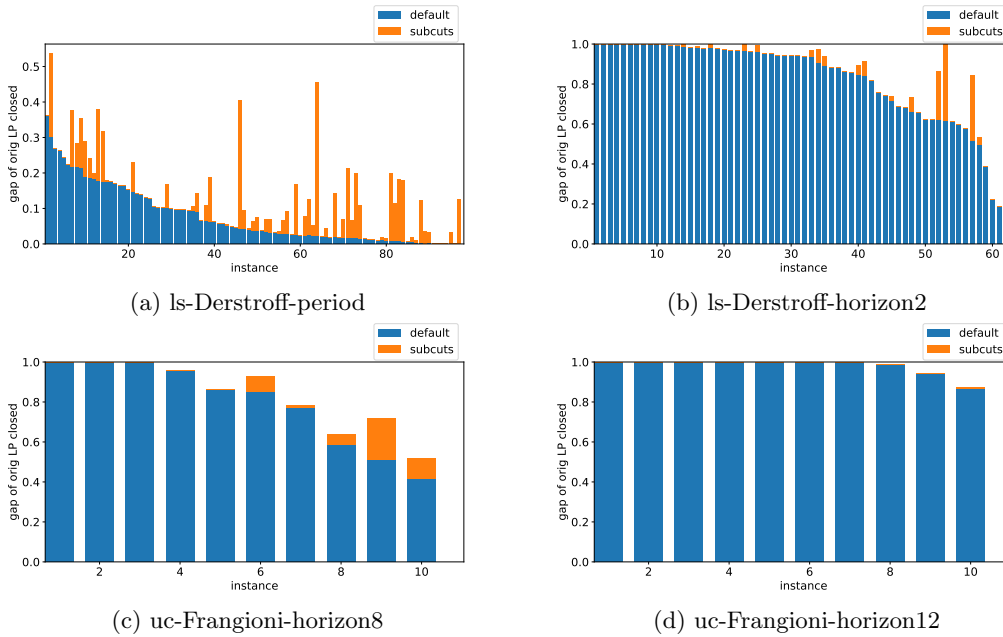 default
subcuts
gap of orig LP closed
0.5
0.4
0.3
0.2
0.1
0.0
20 40 60 80
instance
(a) ls-Derstroff-period
default
subcuts
gap of orig LP closed
1.0
0.8
0.6
0.4
0.2
0.0
10 20 30 40 50 60
instance
(b) ls-Derstroff-horizon2
default
subcuts
gap of orig LP closed
1.0
0.8
0.6
0.4
0.2
0.0
2 4 6 8 10
instance
(c) uc-Frangioni-horizon8
default
subcuts
gap of orig LP closed
1.0
0.8
0.6
0.4
0.2
0.0
2 4 6 8 10
instance
(d) uc-Frangioni-horizon12